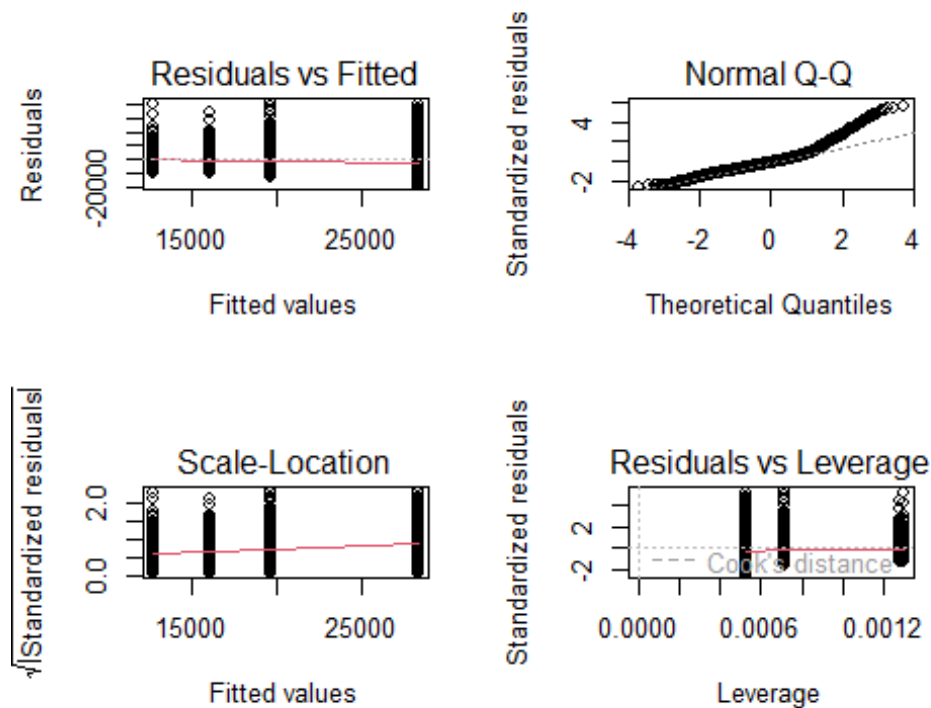 Residuals vs Fitted
Residuals
-20000
15000 25000
Fitted values
Normal Q-Q
Standardized residuals
-2 4
-4 -2 0 2 4
Theoretical Quantiles
Scale-Location
√|Standardized residuals|
0.0 2.0
15000 25000
Fitted values
Residuals vs Leverage
Standardized residuals
-2 2
Cook's distance
0.0000 0.0006 0.0012
Leverage